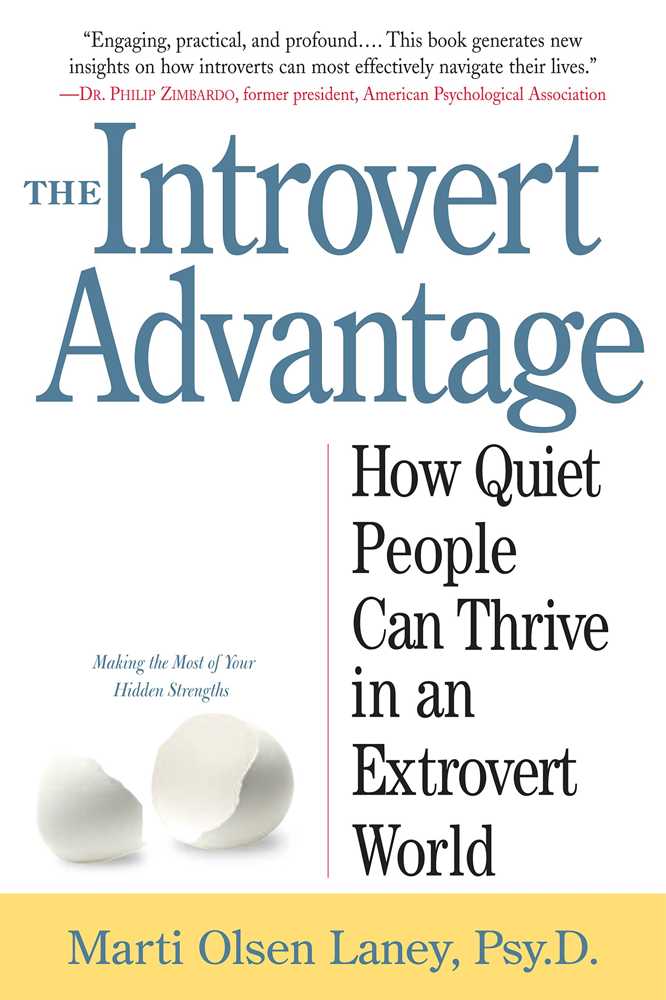 “Engaging, practical, and profound.... This book generates new
insights on how introverts can most effectively navigate their lives.”
—DR. PHILIP ZIMBARDO, former president, American Psychological Association
THE Introvert
Advantage
How Quiet
People
Can Thrive
in an
Extrovert
World
Making the Most of Your
Hidden Strengths
Marti Olsen Laney, Psy.D.